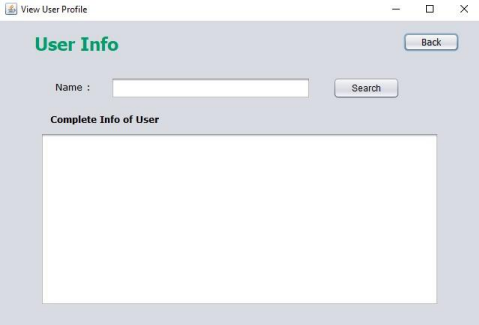 View User Profile
User Info
Back
Name :
Search
Complete Info of User